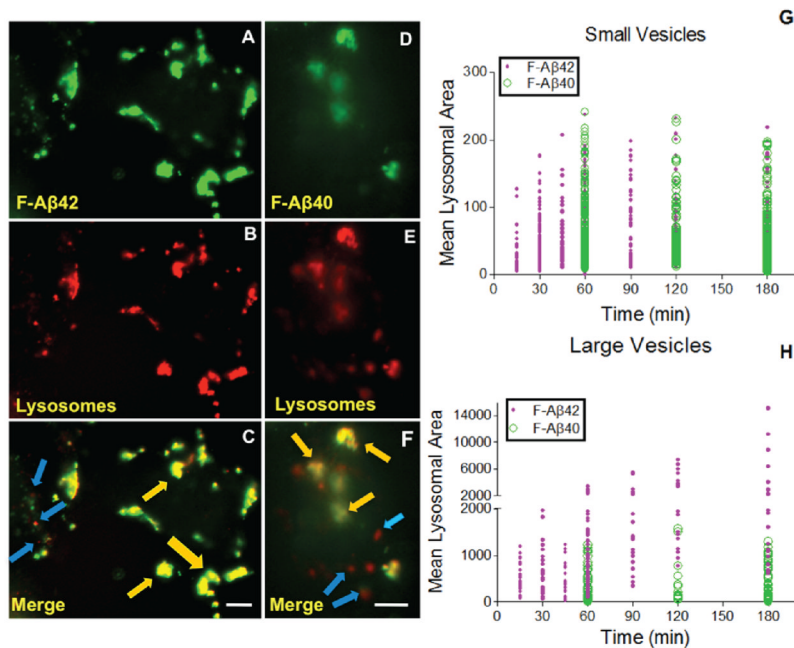 A
F-Aβ42
B
Lysosomes
C
Merge
D
F-Aβ40
E
Lysosomes
F
Merge
G
Small Vesicles
F-Aβ42
F-Aβ40
Mean Lysosomal Area
300
200
100
0
0 30 60 90 120 150 180
Time (min)
H
Large Vesicles
F-Aβ42
F-Aβ40
Mean Lysosomal Area
14000
10000
6000
2000
2000
1000
0
0 30 60 90 120 150 180
Time (min)